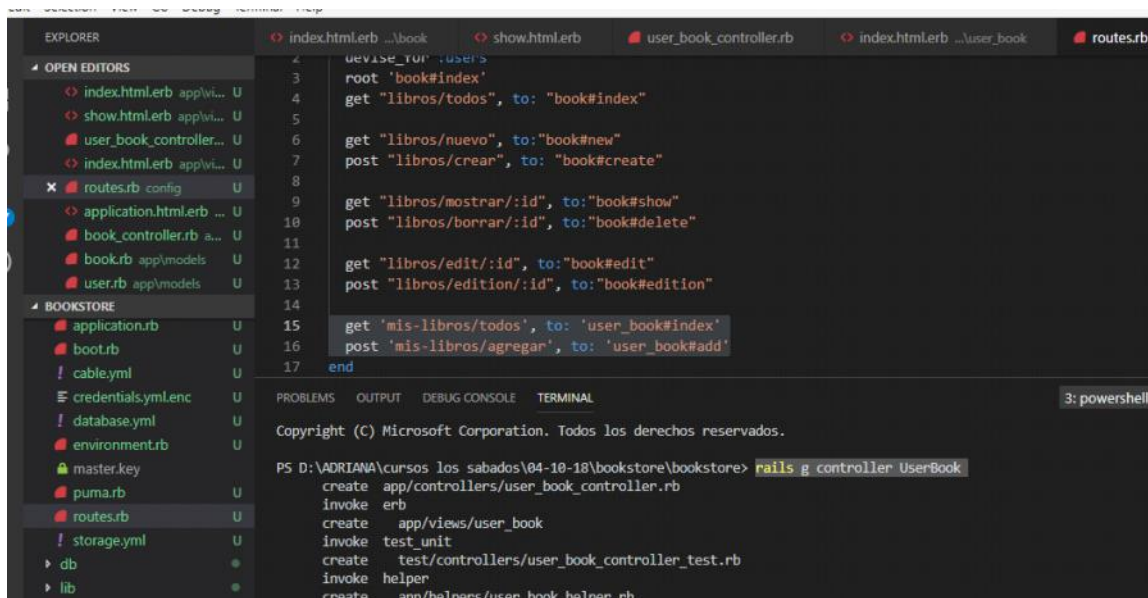 EXPLORER
index.html.erb ...\book
show.html.erb
user_book_controller.rb
index.html.erb ...\user_book
routes.rb
OPEN EDITORS
index.html.erb app\vi... U
show.html.erb app\vi... U
user_book_controller... U
index.html.erb app\vi... U
routes.rb config U
application.html.erb ... U
book_controller.rb a... U
book.rb app\models U
user.rb app\models U
BOOKSTORE
application.rb U
boot.rb U
! cable.yml U
credentials.yml.enc U
! database.yml U
environment.rb U
master.key
puma.rb U
routes.rb U
! storage.yml U
db
lib
2 devise_for :users
3 root 'book#index'
4 get "libros/todos", to: "book#index"
5
6 get "libros/nuevo", to:"book#new"
7 post "libros/crear", to: "book#create"
8
9 get "libros/mostrar/:id", to:"book#show"
10 post "libros/borrar/:id", to:"book#delete"
11
12 get "libros/edit/:id", to:"book#edit"
13 post "libros/edition/:id", to:"book#edition"
14
15 get 'mis-libros/todos', to: 'user_book#index'
16 post 'mis-libros/agregar', to: 'user_book#add'
17 end
PROBLEMS OUTPUT DEBUG CONSOLE TERMINAL 3: powershell
Copyright (C) Microsoft Corporation. Todos los derechos reservados.
PS D:\ADRIANA\cursos los sabados\04-10-18\bookstore\bookstore> rails g controller UserBook
create app/controllers/user_book_controller.rb
invoke erb
create app/views/user_book
invoke test_unit
create test/controllers/user_book_controller_test.rb
invoke helper
create app/helpers/user_book_helper.rb